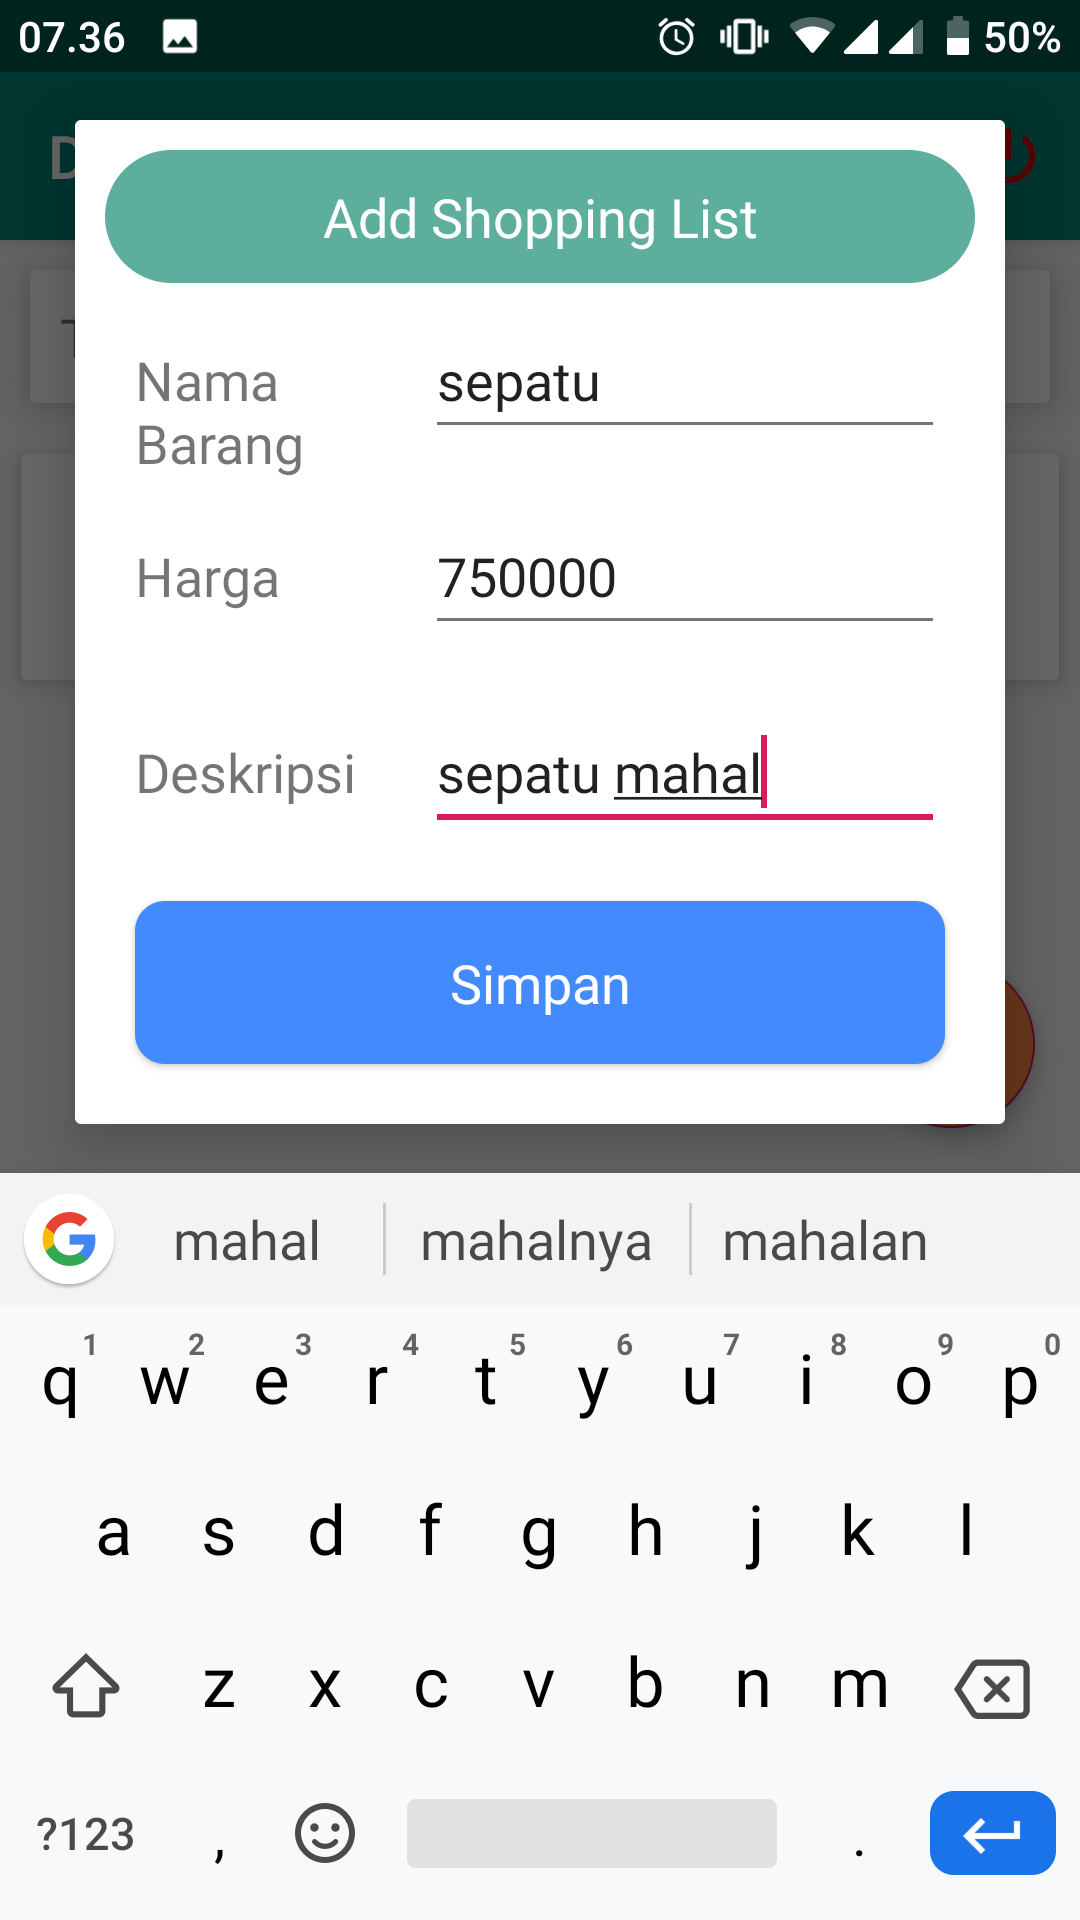 07.36 50%
D
Add Shopping List
T
Nama Barang sepatu
Harga 750000
Deskripsi sepatu mahal
Simpan
G mahal mahalnya mahalan
1 2 3 4 5 6 7 8 9 0
q w e r t y u i o p
a s d f g h j k l
z x c v b n m
?123 , .